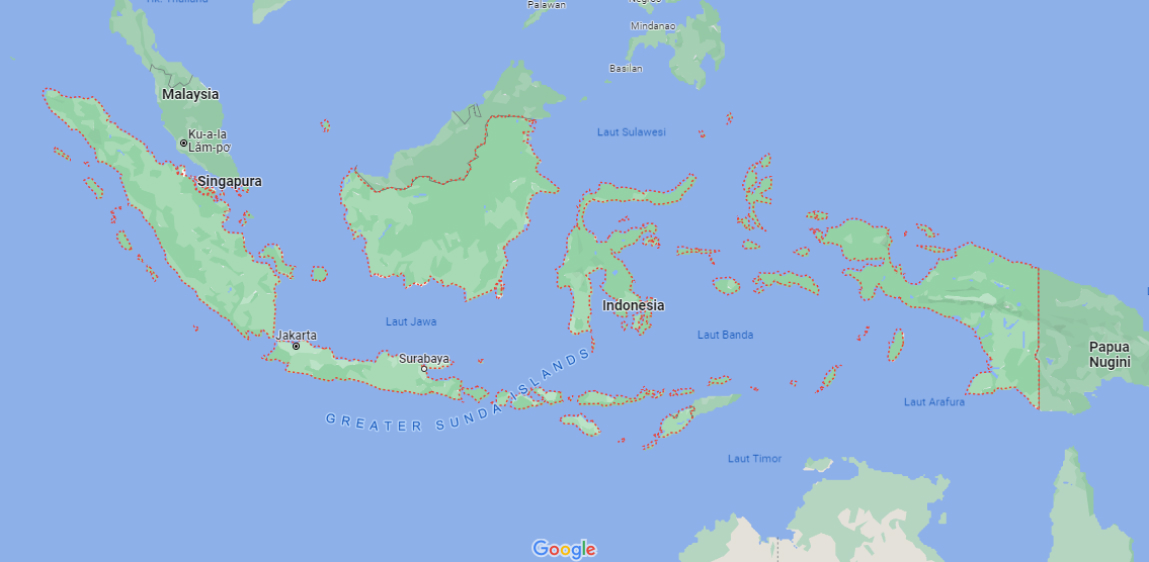 Palawan
Mindanao
Basilan
Malaysia
Ku-a-la
Lăm-pơ
Laut Sulawesi
Singapura
Indonesia
Laut Jawa
Laut Banda
Jakarta
Surabaya
Papua
Nugini
GREATER SUNDA ISLANDS
Laut Arafura
Laut Timor
Google